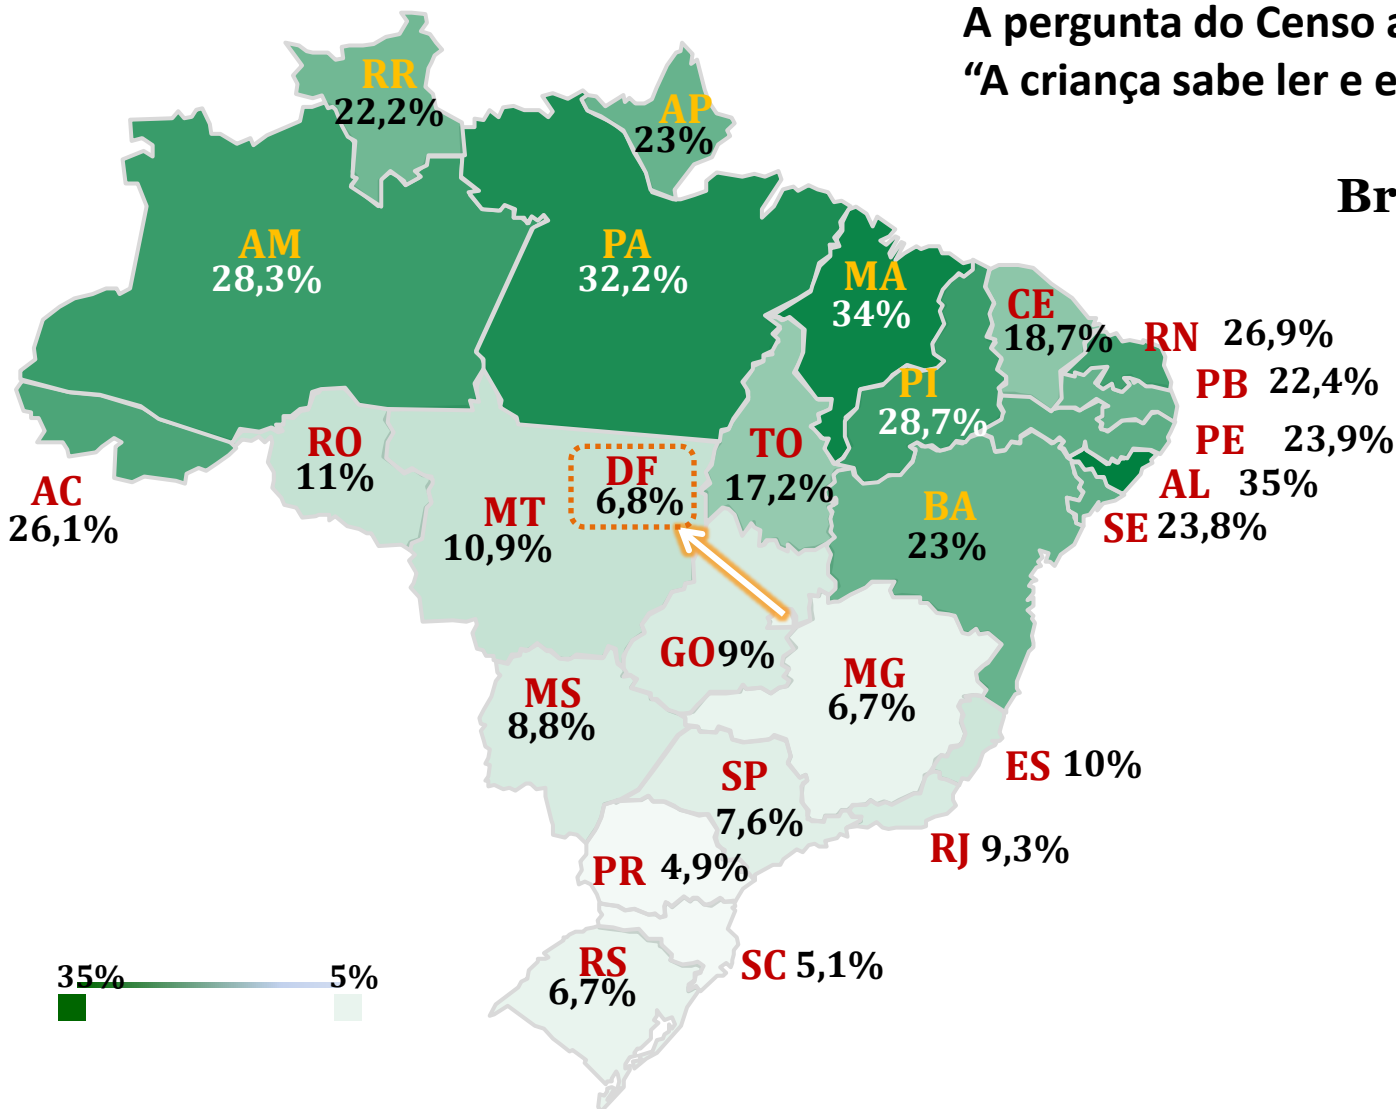 A pergunta do Censo a
“A criança sabe ler e e
Br
RR
22,2%
AP
23%
AM
28,3%
PA
32,2%
MA
34%
CE
18,7%
RN 26,9%
PB 22,4%
PI
28,7%
PE 23,9%
AL 35%
SE 23,8%
RO
11%
AC
26,1%
DF
6,8%
TO
17,2%
MT
10,9%
BA
23%
GO 9%
MG
6,7%
MS
8,8%
ES 10%
SP
7,6%
RJ 9,3%
PR 4,9%
SC 5,1%
RS
6,7%
35% 5%